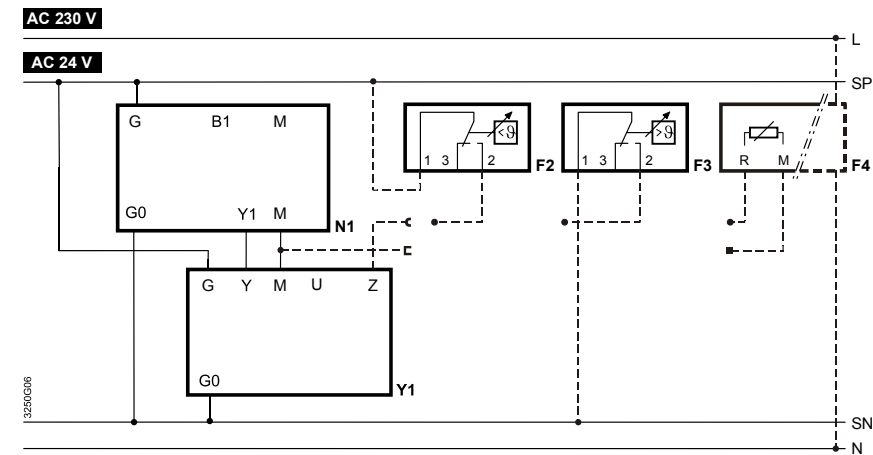 AC 230 V
L
AC 24 V
SP
G B1 M
<ϑ
>ϑ
1 3 2 F2
1 3 2 F3
R M F4
G0 Y1 M N1
G Y M U Z
G0 Y1
3250G06
SN
N